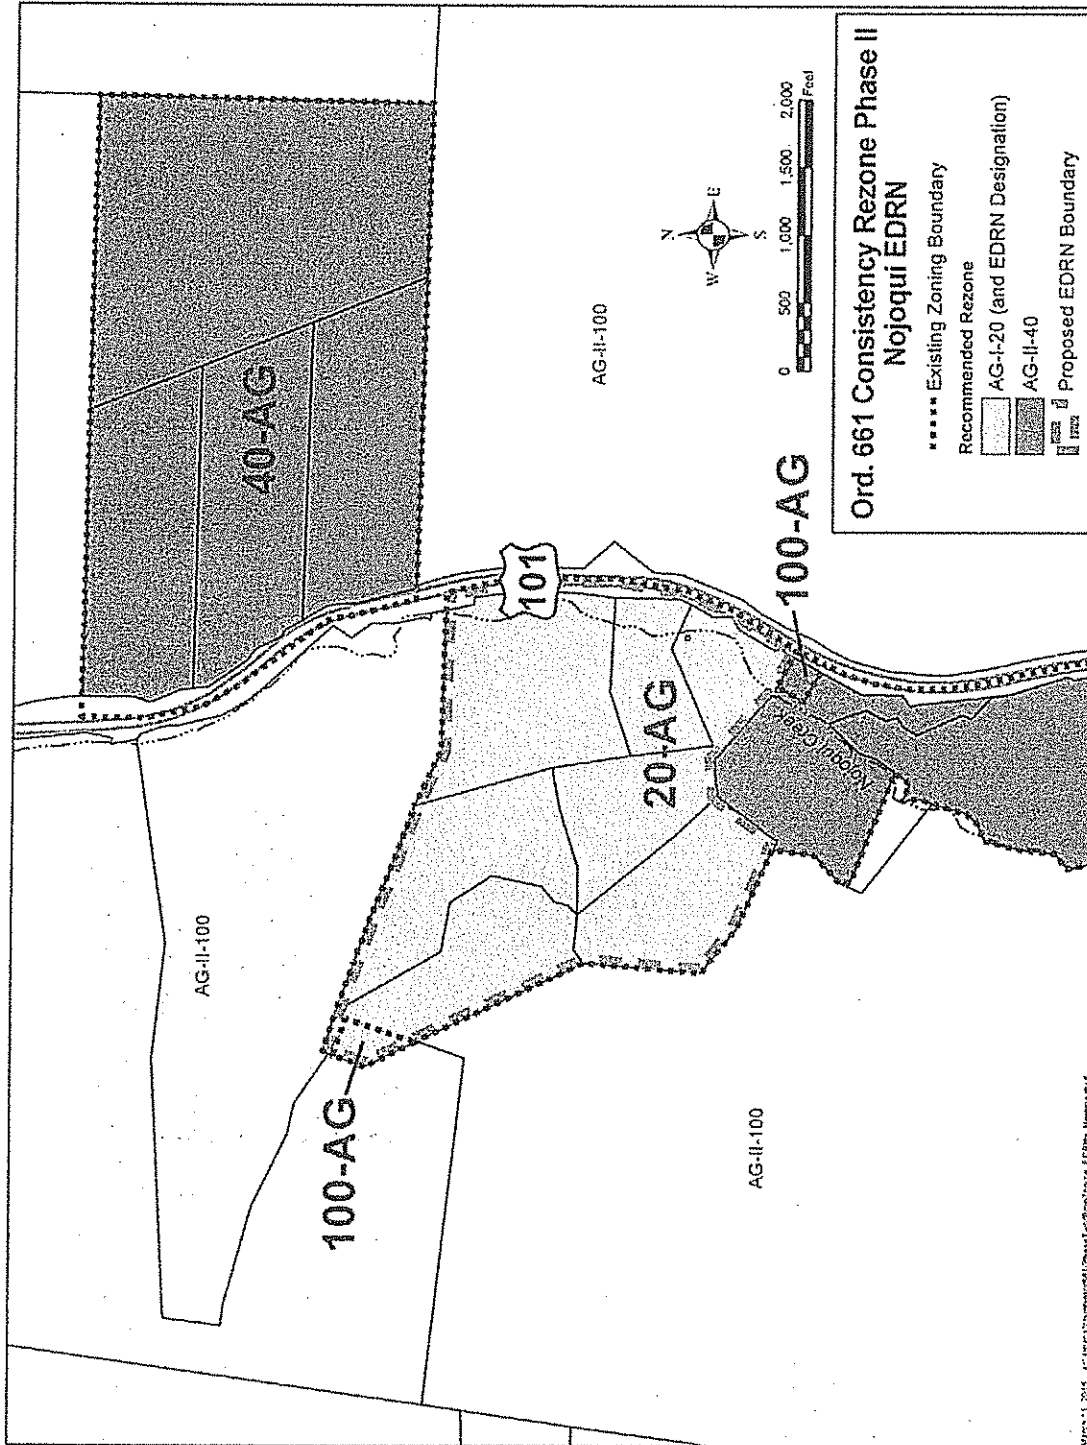 40-AG
AG-II-100
101
AG-II-100
100-AG
20-AG
Nojoqui Creek
100-AG
AG-II-100
N
W
E
S
0 500 1,000 1,500 2,000
Feet
Ord. 661 Consistency Rezone Phase II
Nojoqui EDRN
Existing Zoning Boundary
Recommended Rezone
AG-I-20 (and EDRN Designation)
AG-II-40
Proposed EDRN Boundary